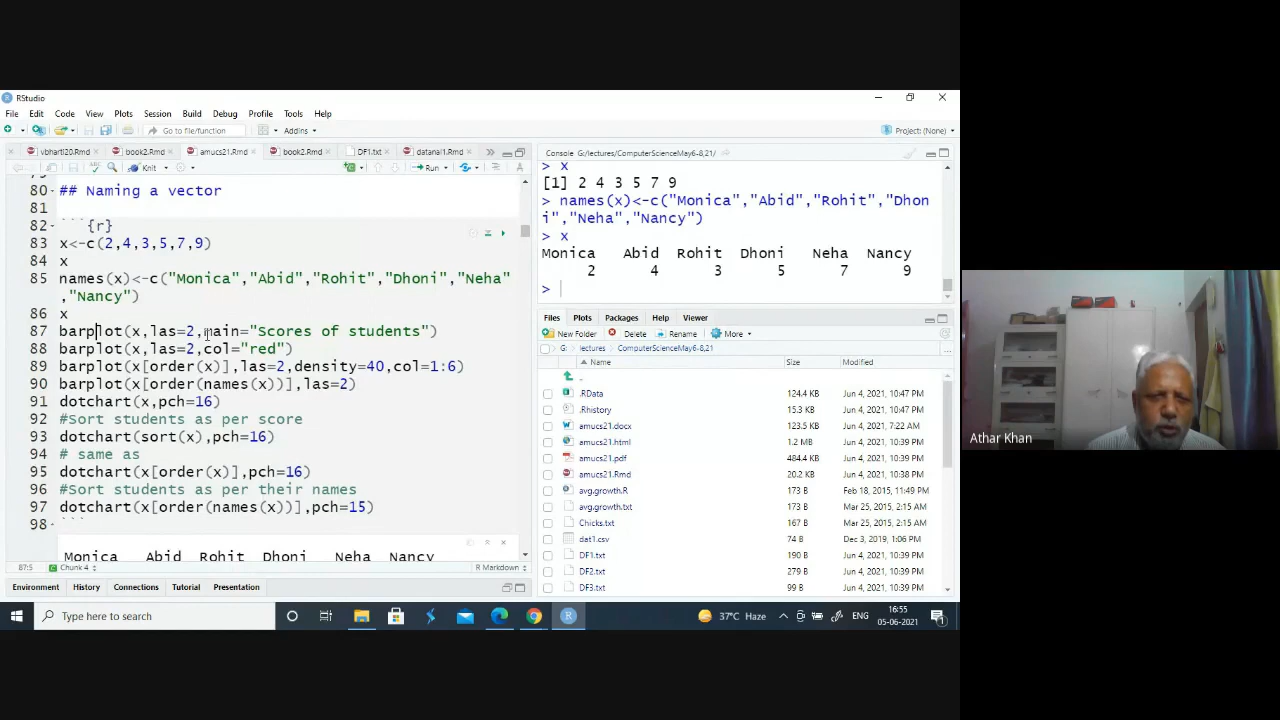 RStudio
File Edit Code View Plots Session Build Debug Profile Tools Help
Go to file/function Addins Project: (None)
vbharti20.Rmd book2.Rmd amucs21.Rmd book2.Rmd DF1.txt datanal1.Rmd
Knit Run
80 ## Naming a vector
81
82 ```{r}
83 x<-c(2,4,3,5,7,9)
84 x
85 names(x)<-c("Monica","Abid","Rohit","Dhoni","Neha"
,"Nancy")
86 x
87 barplot(x,las=2,main="Scores of students")
88 barplot(x,las=2,col="red")
89 barplot(x[order(x)],las=2,density=40,col=1:6)
90 barplot(x[order(names(x))],las=2)
91 dotchart(x,pch=16)
92 #Sort students as per score
93 dotchart(sort(x),pch=16)
94 # same as
95 dotchart(x[order(x)],pch=16)
96 #Sort students as per their names
97 dotchart(x[order(names(x))],pch=15)
98 ```
Monica Abid Rohit Dhoni Neha Nancy
87:5 Chunk 4 R Markdown
Environment History Connections Tutorial Presentation
Console G:/lectures/ComputerScienceMay6-8,21/
> x
[1] 2 4 3 5 7 9
> names(x)<-c("Monica","Abid","Rohit","Dhon
i","Neha","Nancy")
> x
Monica Abid Rohit Dhoni Neha Nancy
2 4 3 5 7 9
>
Files Plots Packages Help Viewer
New Folder Delete Rename More
G: lectures ComputerScienceMay6-8,21 ...
Name Size Modified
..
.RData 124.4 KB Jun 4, 2021, 10:47 PM
.Rhistory 15.3 KB Jun 4, 2021, 10:47 PM
amucs21.docx 123.5 KB Jun 4, 2021, 7:22 AM
amucs21.html 1.2 MB Jun 4, 2021, 10:39 PM
amucs21.pdf 484.4 KB Jun 4, 2021, 10:39 PM
amucs21.Rmd 20.2 KB Jun 4, 2021, 10:38 PM
avg.growth.R 173 B Feb 18, 2015, 11:49 PM
avg.growth.txt 173 B Mar 25, 2015, 2:15 AM
Chicks.txt 167 B Mar 25, 2015, 2:15 AM
dat1.csv 74 B Dec 3, 2019, 1:06 PM
DF1.txt 190 B Jun 4, 2021, 10:39 PM
DF2.txt 287 B Jun 4, 2021, 10:39 PM
DF3.txt 99 B Jun 4, 2021, 10:39 PM
Type here to search
37°C Haze ENG 16:55
05-06-2021
Athar Khan